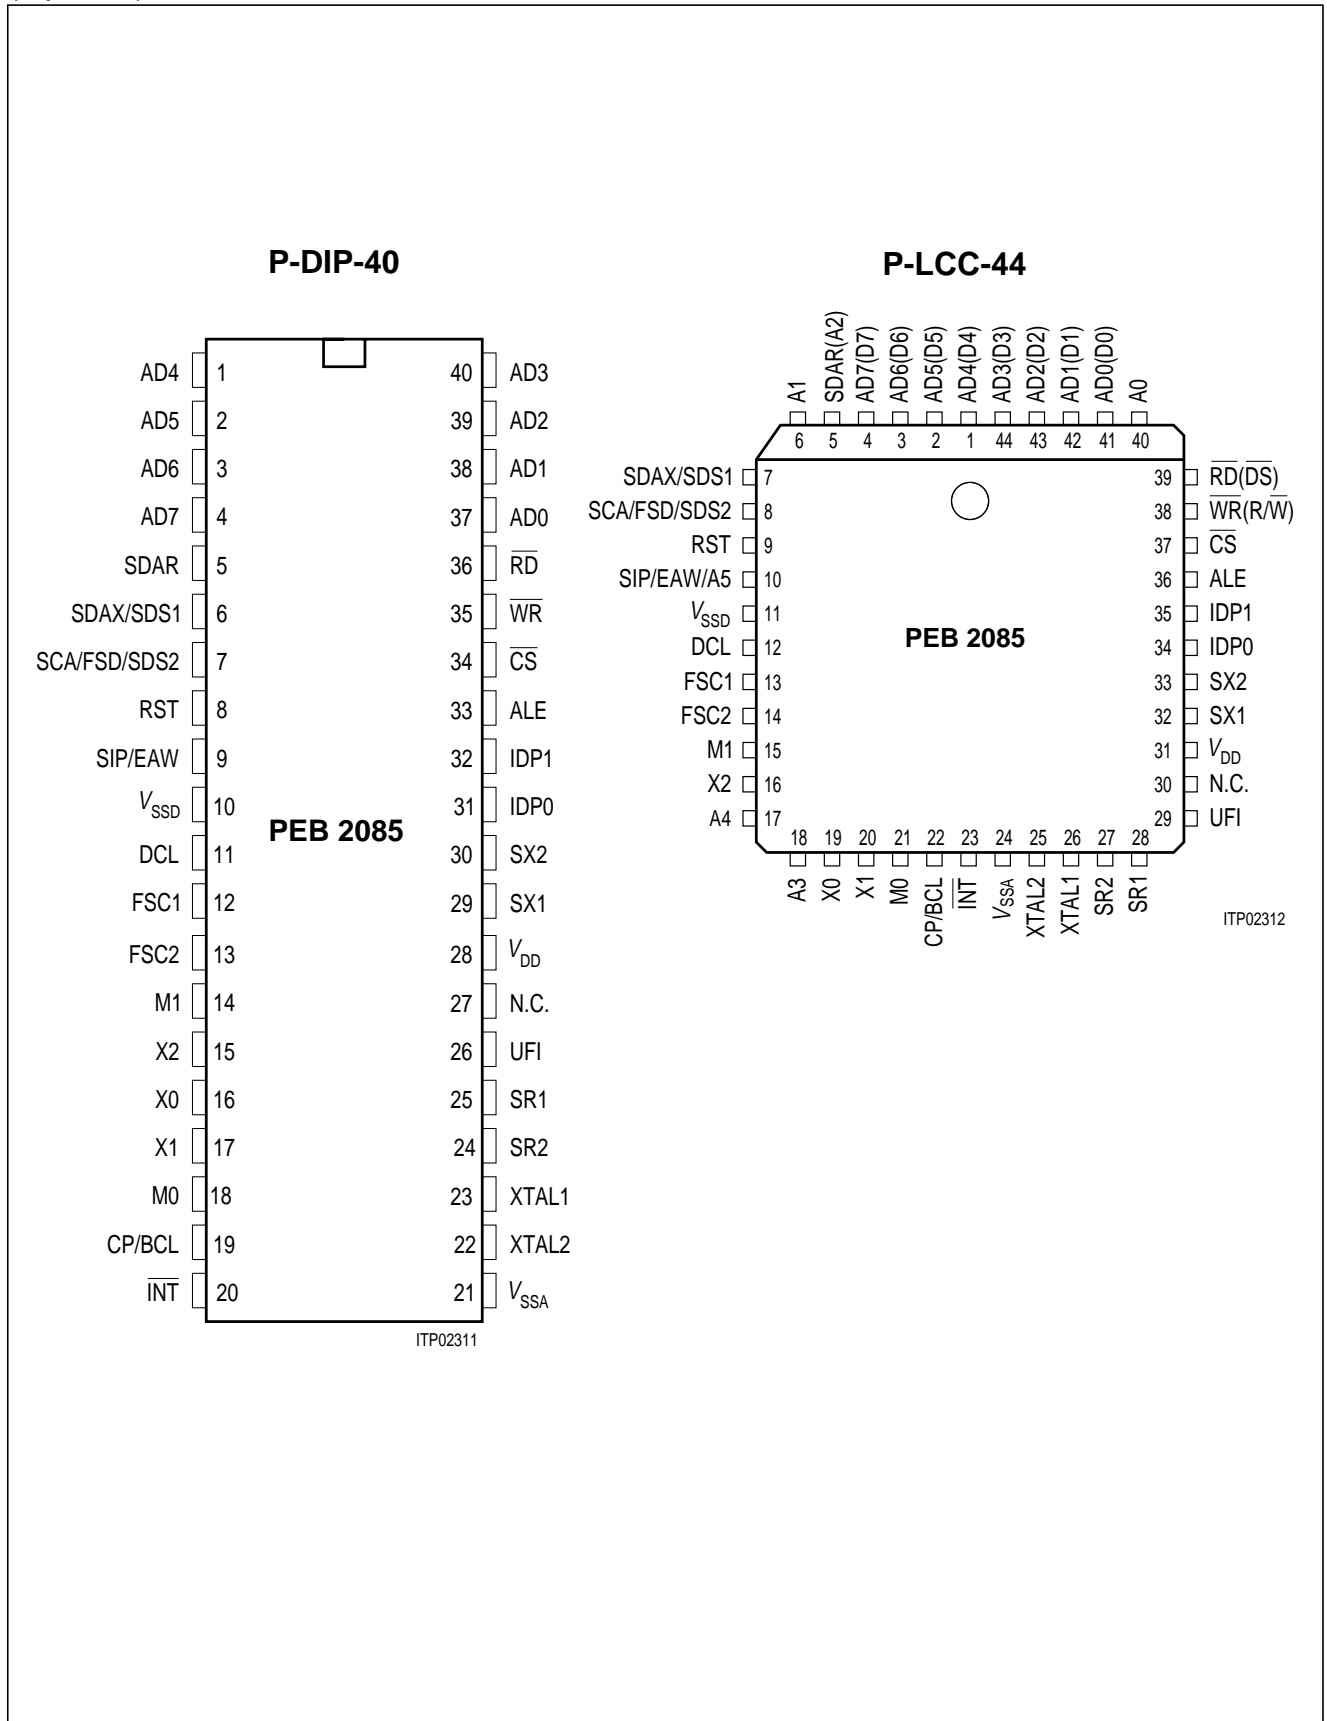 P-DIP-40
AD4 1 40 AD3
AD5 2 39 AD2
AD6 3 38 AD1
AD7 4 37 AD0
SDAR 5 36 R̅D̅
SDAX/SDS1 6 35 W̅R̅
SCA/FSD/SDS2 7 34 C̅S̅
RST 8 33 ALE
SIP/EAW 9 32 IDP1
VSSD 10 31 IDP0
PEB 2085
DCL 11 30 SX2
FSC1 12 29 SX1
FSC2 13 28 VDD
M1 14 27 N.C.
X2 15 26 UFI
X0 16 25 SR1
X1 17 24 SR2
M0 18 23 XTAL1
CP/BCL 19 22 XTAL2
I̅N̅T̅ 20 21 VSSA
ITP02311
P-LCC-44
A1 SDAR(A2) AD7(D7) AD6(D6) AD5(D5) AD4(D4) AD3(D3) AD2(D2) AD1(D1) AD0(D0) A0
6 5 4 3 2 1 44 43 42 41 40
SDAX/SDS1 7 39 R̅D̅(D̅S̅)
SCA/FSD/SDS2 8 38 W̅R̅(R/W̅)
RST 9 37 C̅S̅
SIP/EAW/A5 10 36 ALE
VSSD 11 35 IDP1
PEB 2085
DCL 12 34 IDP0
FSC1 13 33 SX2
FSC2 14 32 SX1
M1 15 31 VDD
X2 16 30 N.C.
A4 17 29 UFI
18 19 20 21 22 23 24 25 26 27 28
A3 X0 X1 M0 CP/BCL I̅N̅T̅ VSSA XTAL2 XTAL1 SR2 SR1
ITP02312